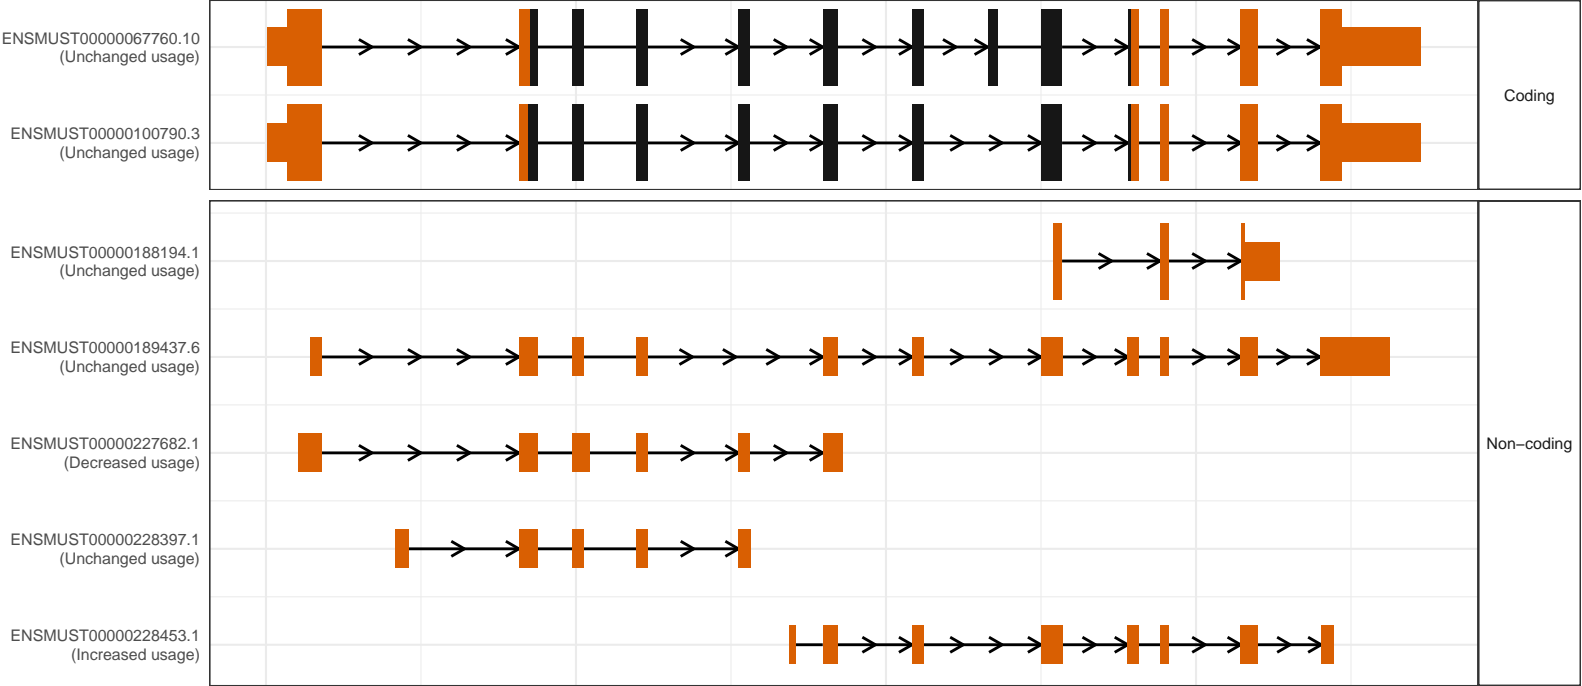 ENSMUST00000067760.10
(Unchanged usage)
ENSMUST00000100790.3
(Unchanged usage)
Coding
ENSMUST00000188194.1
(Unchanged usage)
ENSMUST00000189437.6
(Unchanged usage)
ENSMUST00000227682.1
(Decreased usage)
Non−coding
ENSMUST00000228397.1
(Unchanged usage)
ENSMUST00000228453.1
(Increased usage)